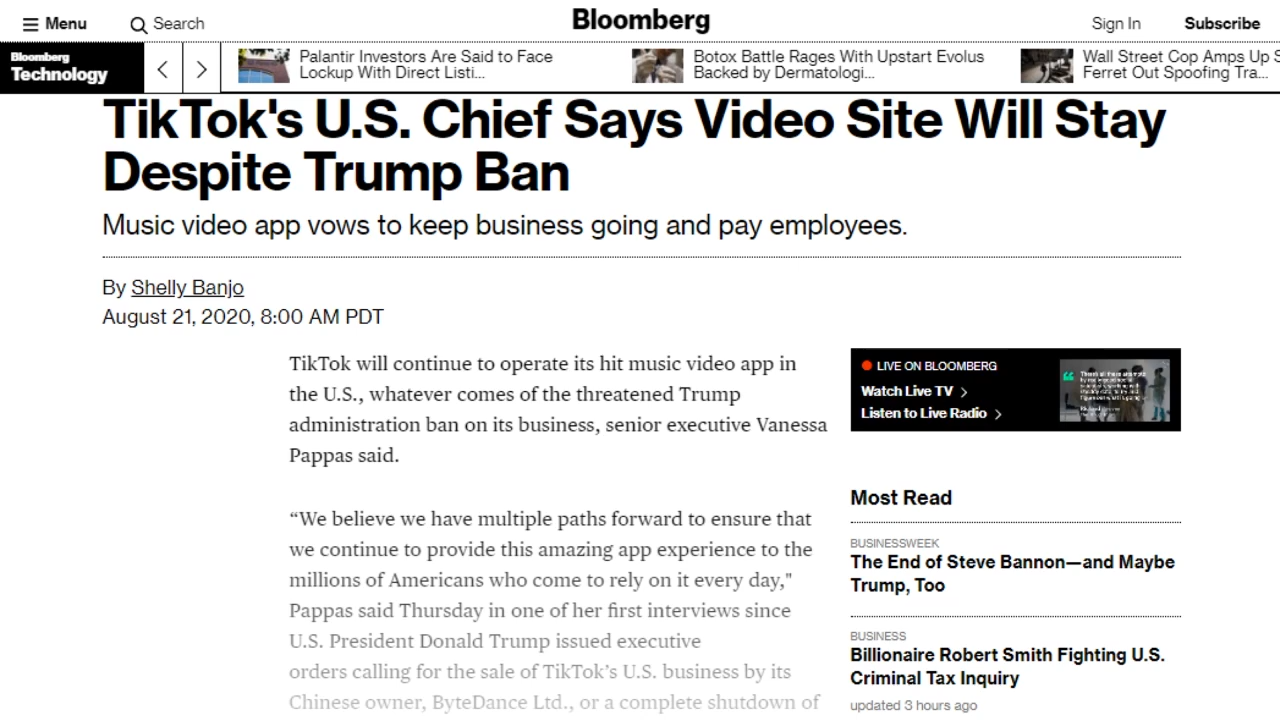 Menu
Search
Bloomberg
Sign In
Subscribe
Bloomberg
Technology
Palantir Investors Are Said to Face
Lockup With Direct Listi...
Botox Battle Rages With Upstart Evolus
Backed by Dermatologi...
Wall Street Cop Amps Up S
Ferret Out Spoofing Tra...
TikTok's U.S. Chief Says Video Site Will Stay
Despite Trump Ban
Music video app vows to keep business going and pay employees.
By Shelly Banjo
August 21, 2020, 8:00 AM PDT
TikTok will continue to operate its hit music video app in
the U.S., whatever comes of the threatened Trump
administration ban on its business, senior executive Vanessa
Pappas said.
“We believe we have multiple paths forward to ensure that
we continue to provide this amazing app experience to the
millions of Americans who come to rely on it every day,"
Pappas said Thursday in one of her first interviews since
U.S. President Donald Trump issued executive
orders calling for the sale of TikTok’s U.S. business by its
Chinese owner, ByteDance Ltd., or a complete shutdown of
LIVE ON BLOOMBERG
Watch Live TV
Listen to Live Radio
Most Read
BUSINESSWEEK
The End of Steve Bannon—and Maybe
Trump, Too
BUSINESS
Billionaire Robert Smith Fighting U.S.
Criminal Tax Inquiry
updated 3 hours ago